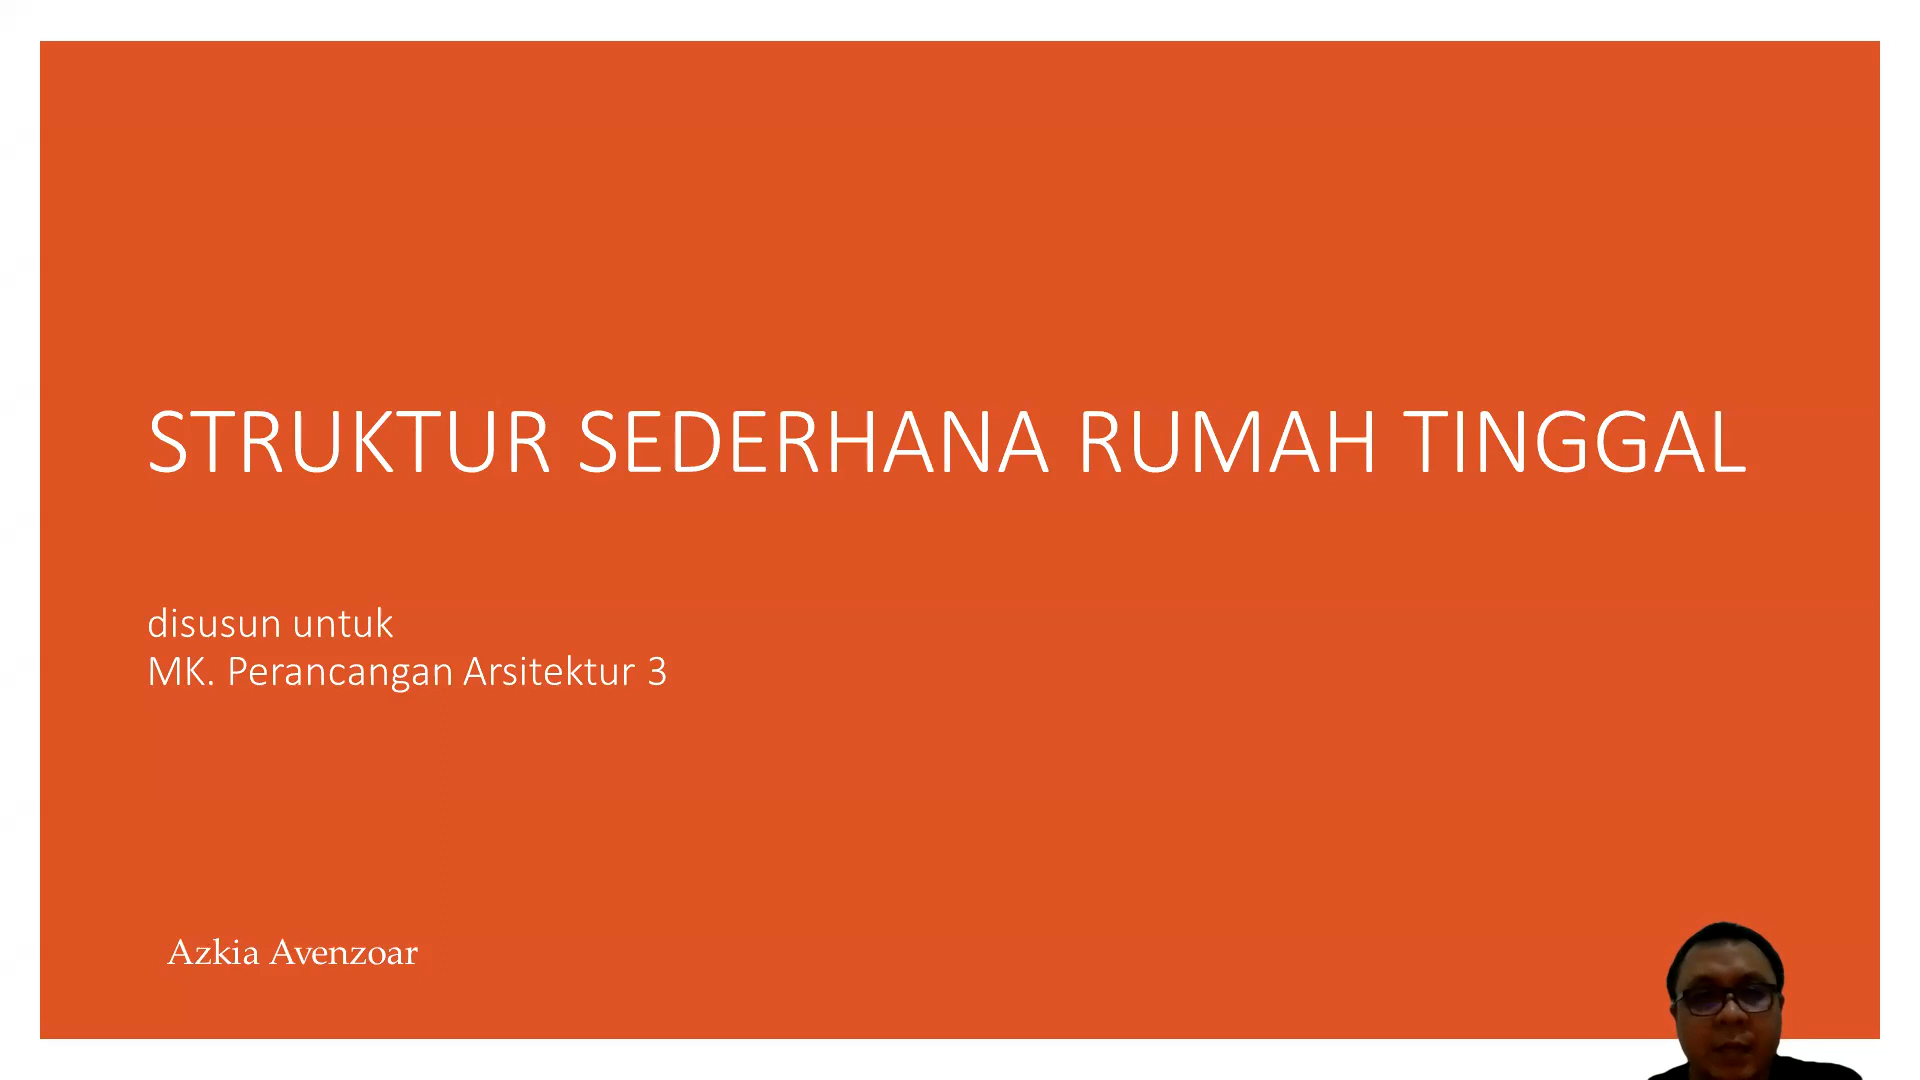 STRUKTUR SEDERHANA RUMAH TINGGAL
disusun untuk
MK. Perancangan Arsitektur 3
Azkia Avenzoar